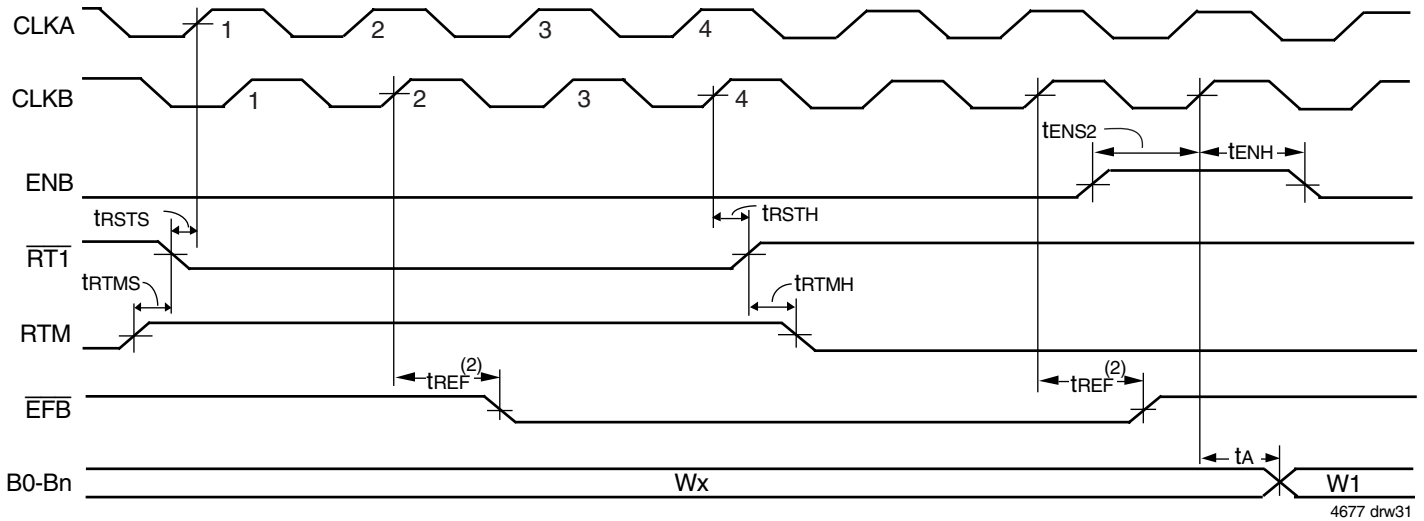 CLKA 1 2 3 4
CLKB 1 2 3 4
tENS2 tENH
ENB
tRSTS tRSTH
RT1
tRTMS tRTMH
RTM
tREF(2) tREF(2)
EFB
tA
B0-Bn Wx W1
4677 drw31